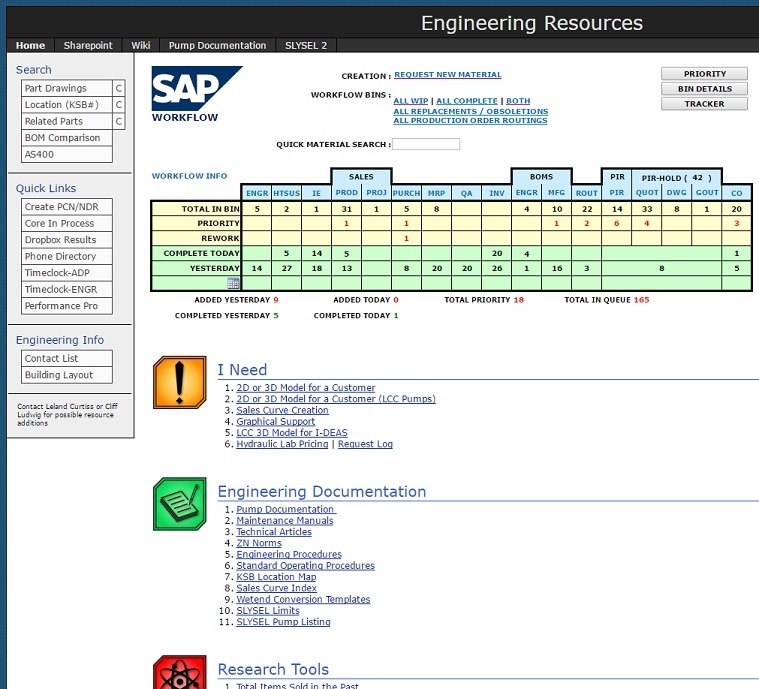 Engineering Resources
Home Sharepoint Wiki Pump Documentation SLYSEL 2
Search
Part Drawings C
Location (KSB#) C
Related Parts C
BOM Comparison
AS400
Quick Links
Create PCN/NDR
Core In Process
Dropbox Results
Phone Directory
Timeclock-ADP
Timeclock-ENGR
Performance Pro
Engineering Info
Contact List
Building Layout
Contact Leland Curtiss or Cliff
Ludwig for possible resource
additions
SAP
WORKFLOW
CREATION : REQUEST NEW MATERIAL
WORKFLOW BINS :
ALL WIP | ALL COMPLETE | BOTH
ALL REPLACEMENTS / OBSOLETIONS
ALL PRODUCTION ORDER ROUTINGS
QUICK MATERIAL SEARCH :
PRIORITY
BIN DETAILS
TRACKER
WORKFLOW INFO SALES BOMS PIR PIR-HOLD ( 42 )
ENGR HTSUS IE PROD PROJ PURCH MRP QA INV ENGR MFG ROUT PIR QUOT DWG GOUT CO
TOTAL IN BIN 5 2 1 31 1 5 8 4 10 22 14 33 8 1 20
PRIORITY 1 1 1 2 6 4 3
REWORK 1
COMPLETE TODAY 5 14 5 20 4 1
YESTERDAY 14 27 18 13 8 20 20 26 1 16 3 8 5
ADDED YESTERDAY 9 ADDED TODAY 0 TOTAL PRIORITY 18 TOTAL IN QUEUE 165
COMPLETED YESTERDAY 5 COMPLETED TODAY 1
I Need
1. 2D or 3D Model for a Customer
2. 2D or 3D Model for a Customer (LCC Pumps)
3. Sales Curve Creation
4. Graphical Support
5. LCC 3D Model for I-DEAS
6. Hydraulic Lab Pricing | Request Log
Engineering Documentation
1. Pump Documentation
2. Maintenance Manuals
3. Technical Articles
4. ZN Norms
5. Engineering Procedures
6. Standard Operating Procedures
7. KSB Location Map
8. Sales Curve Index
9. Wetend Conversion Templates
10. SLYSEL Limits
11. SLYSEL Pump Listing
Research Tools
1. Total Items Sold in the Past